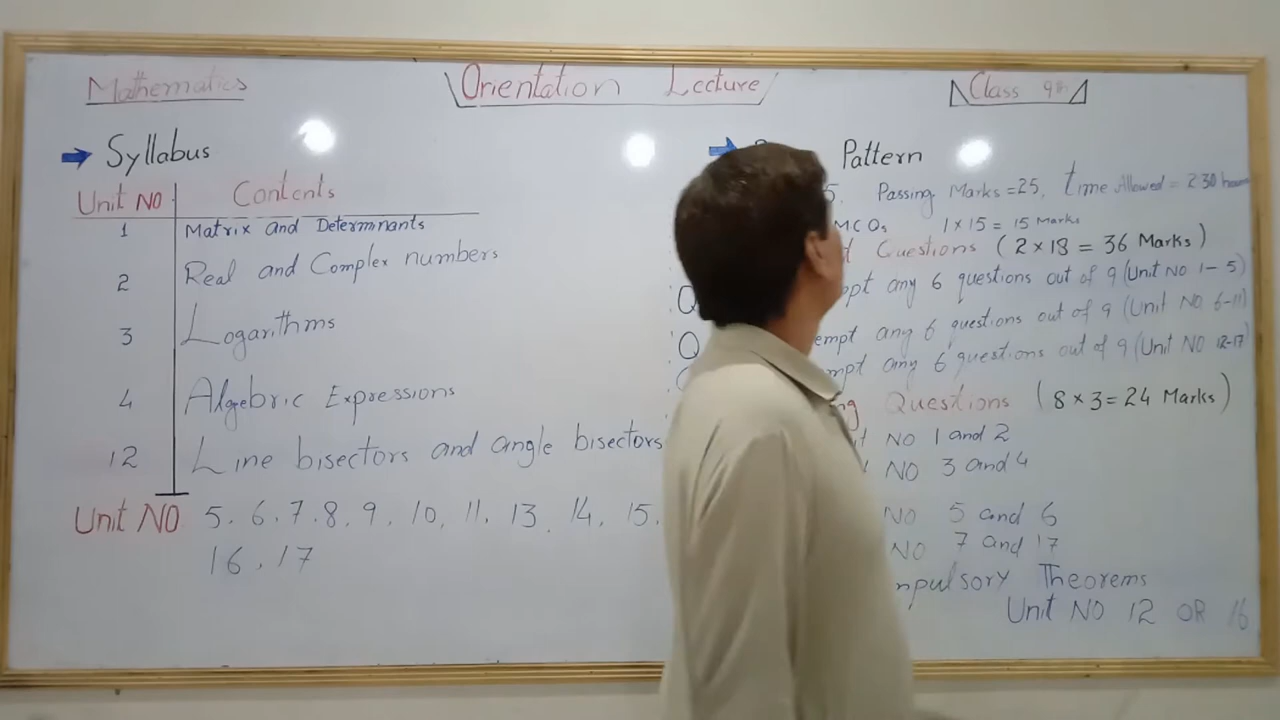 Mathematics
Orientation Lecture
Class 9th
Syllabus
Unit NO Contents
1 Matrix and Determinants
2 Real and Complex numbers
3 Logarithms
4 Algebric Expressions
12 Line bisectors and angle bisectors
Unit NO 5. 6. 7. 8. 9. 10. 11. 13. 14. 15.
16. 17
Pattern
5, Passing Marks = 25, time Allowed = 2:30 hours
MCQs 1 × 15 = 15 Marks
Questions (2 × 18 = 36 Marks)
any 6 questions out of 9 (Unit NO 1 - 5)
any 6 questions out of 9 (Unit NO 6-11)
any 6 questions out of 9 (Unit NO 12-17)
Questions (8 × 3 = 24 Marks)
NO 1 and 2
NO 3 and 4
NO 5 and 6
NO 7 and 17
Theorems
Unit NO 12 OR 16